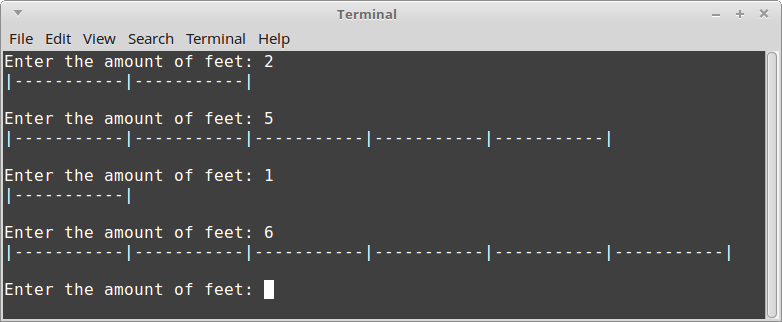 Terminal
File Edit View Search Terminal Help
Enter the amount of feet: 2
|-----------|-----------|
Enter the amount of feet: 5
|-----------|-----------|-----------|-----------|-----------|
Enter the amount of feet: 1
|-----------|
Enter the amount of feet: 6
|-----------|-----------|-----------|-----------|-----------|-----------|
Enter the amount of feet: